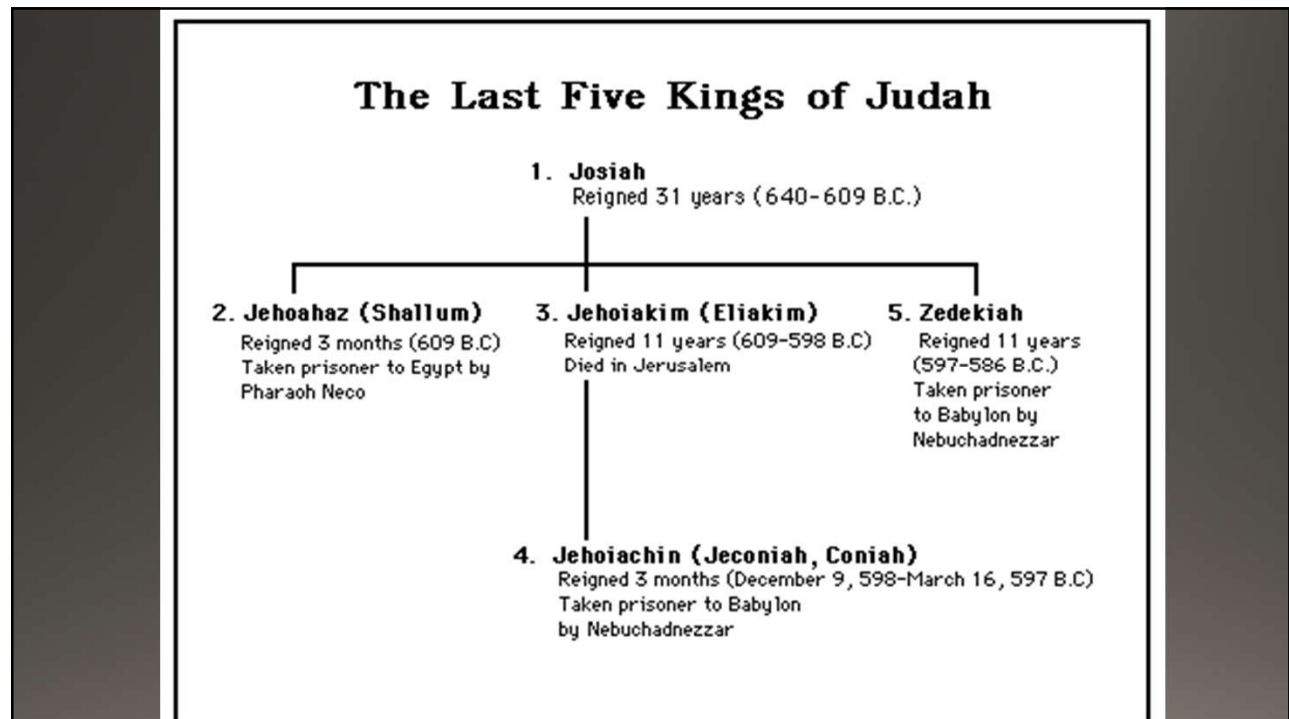 The Last Five Kings of Judah
1. Josiah
Reigned 31 years (640-609 B.C.)
2. Jehoahaz (Shallum)
Reigned 3 months (609 B.C)
Taken prisoner to Egypt by
Pharaoh Neco
3. Jehoiakim (Eliakim)
Reigned 11 years (609-598 B.C)
Died in Jerusalem
5. Zedekiah
Reigned 11 years
(597-586 B.C.)
Taken prisoner
to Babylon by
Nebuchadnezzar
4. Jehoiachin (Jeconiah, Coniah)
Reigned 3 months (December 9, 598-March 16, 597 B.C)
Taken prisoner to Babylon
by Nebuchadnezzar